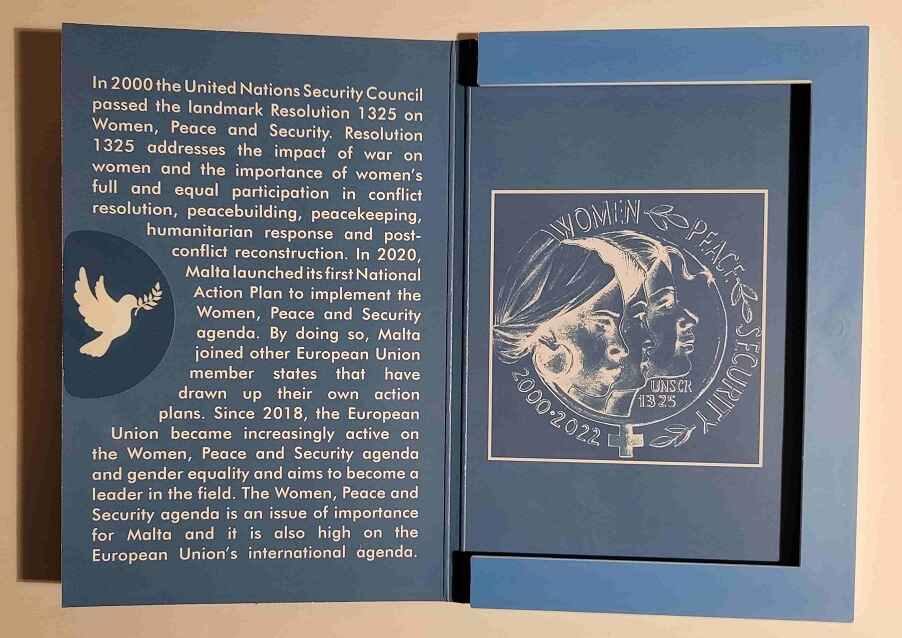 In 2000 the United Nations Security Council
passed the landmark Resolution 1325 on
Women, Peace and Security. Resolution
1325 addresses the impact of war on
women and the importance of women's
full and equal participation in conflict
resolution, peacebuilding, peacekeeping,
humanitarian response and post-
conflict reconstruction. In 2020,
Malta launched its first National
Action Plan to implement the
Women, Peace and Security
agenda. By doing so, Malta
joined other European Union
member states that have
drawn up their own action
plans. Since 2018, the European
Union became increasingly active on
the Women, Peace and Security agenda
and gender equality and aims to become a
leader in the field. The Women, Peace and
Security agenda is an issue of importance
for Malta and it is also high on the
European Union's international agenda.
WOMEN PEACE SECURITY
UNSCR
1325
2000·2022